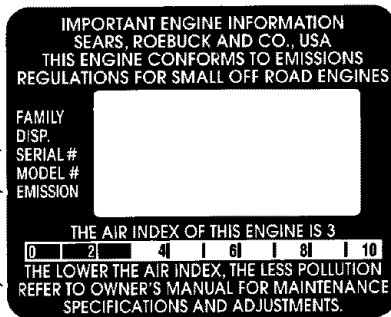 IMPORTANT ENGINE INFORMATION
SEARS, ROEBUCK AND CO., USA
THIS ENGINE CONFORMS TO EMISSIONS
REGULATIONS FOR SMALL OFF ROAD ENGINES
FAMILY
DISP.
SERIAL #
MODEL #
EMISSION
THE AIR INDEX OF THIS ENGINE IS 3
0 2 4 6 8 10
THE LOWER THE AIR INDEX, THE LESS POLLUTION
REFER TO OWNER'S MANUAL FOR MAINTENANCE
SPECIFICATIONS AND ADJUSTMENTS.